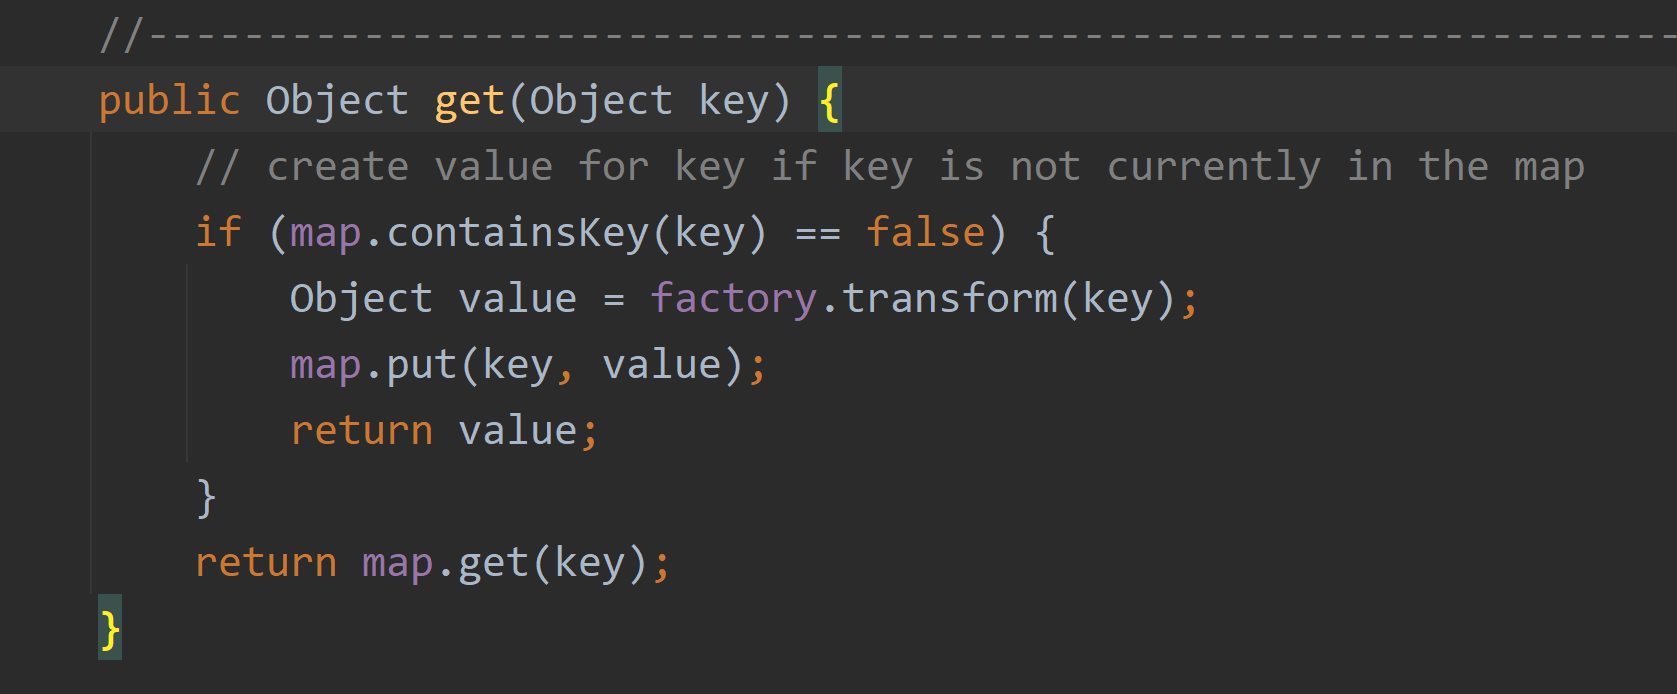 //----------------------------------------------------------------
public Object get(Object key) {
// create value for key if key is not currently in the map
if (map.containsKey(key) == false) {
Object value = factory.transform(key);
map.put(key, value);
return value;
}
return map.get(key);
}